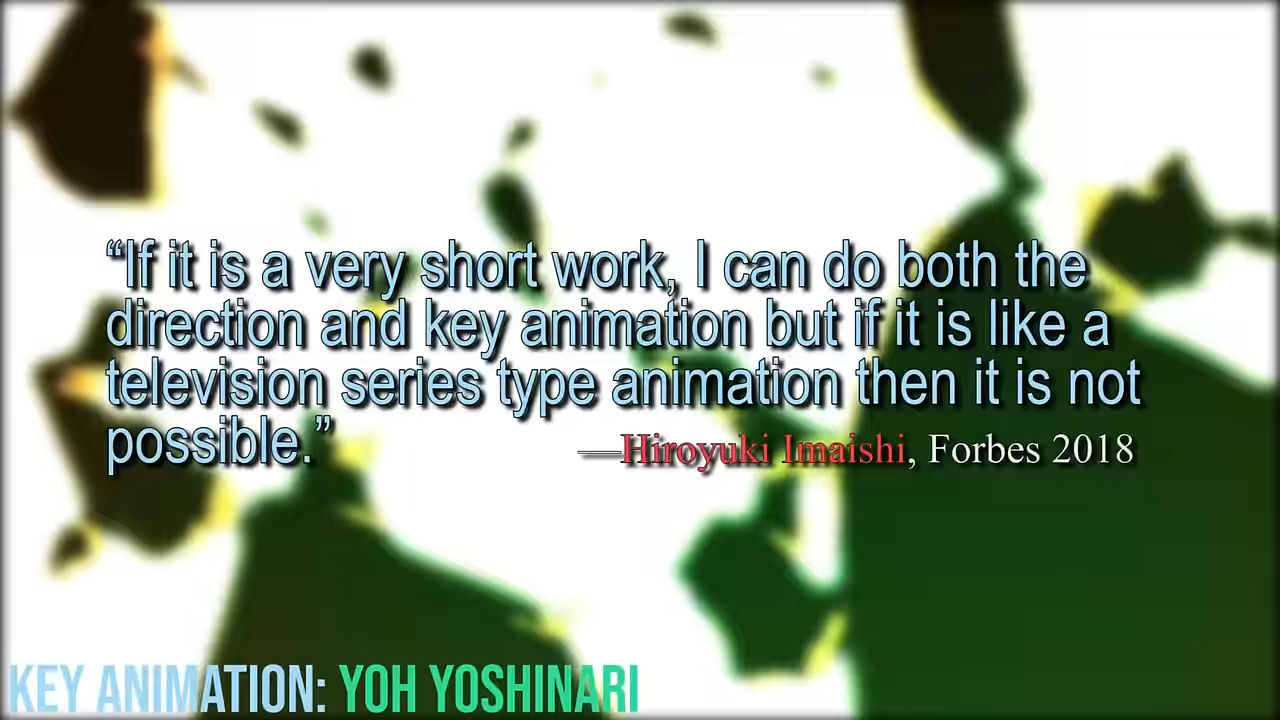 “If it is a very short work, I can do both the
direction and key animation but if it is like a
television series type animation then it is not
possible.”
—Hiroyuki Imaishi, Forbes 2018
KEY ANIMATION: YOH YOSHINARI